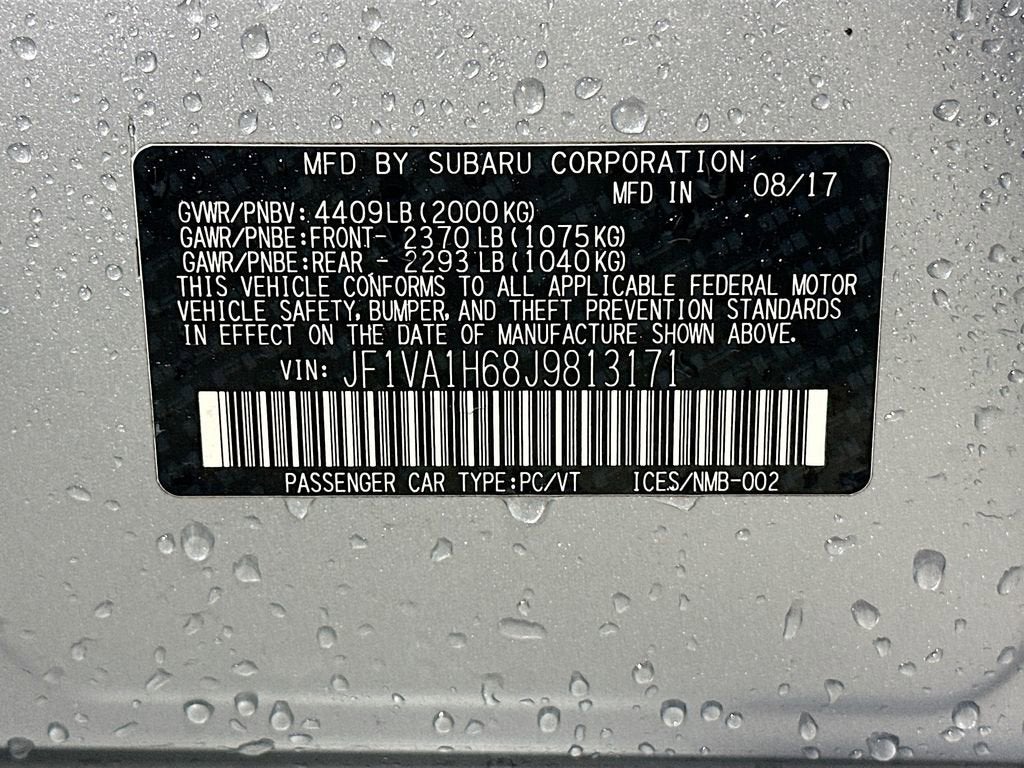 MFD BY SUBARU CORPORATION
MFD IN 08/17
GVWR/PNBV: 4409LB(2000KG)
GAWR/PNBE:FRONT- 2370LB(1075KG)
GAWR/PNBE:REAR - 2293LB(1040KG)
THIS VEHICLE CONFORMS TO ALL APPLICABLE FEDERAL MOTOR
VEHICLE SAFETY, BUMPER, AND THEFT PREVENTION STANDARDS
IN EFFECT ON THE DATE OF MANUFACTURE SHOWN ABOVE.
VIN: JF1VA1H68J9813171
PASSENGER CAR TYPE:PC/VT ICES/NMB-002